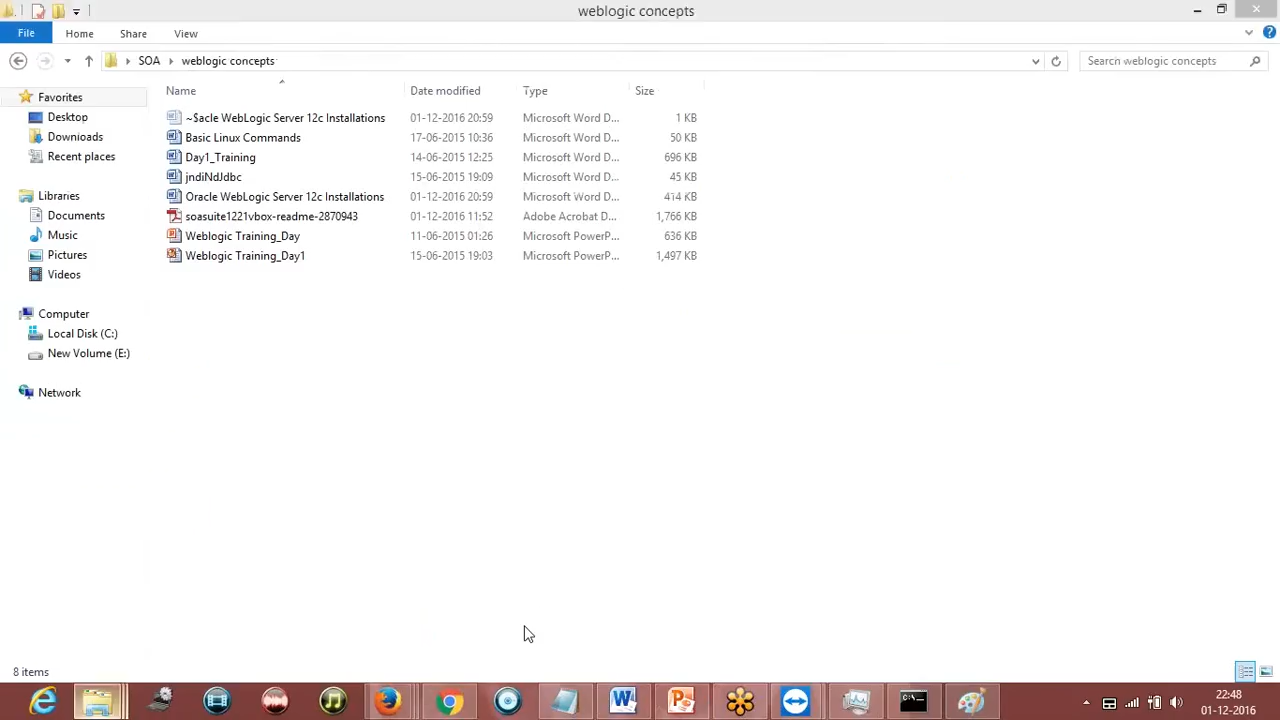 weblogic concepts
File Home Share View
SOA weblogic concepts Search weblogic concepts
Name Date modified Type Size
Favorites
Desktop
Downloads
Recent places
Libraries
Documents
Music
Pictures
Videos
Computer
Local Disk (C:)
New Volume (E:)
Network
~$acle WebLogic Server 12c Installations 01-12-2016 20:59 Microsoft Word D... 1 KB
Basic Linux Commands 17-06-2015 10:36 Microsoft Word D... 50 KB
Day1_Training 14-06-2015 12:25 Microsoft Word D... 696 KB
jndiNdJdbc 15-06-2015 19:09 Microsoft Word D... 45 KB
Oracle WebLogic Server 12c Installations 01-12-2016 20:59 Microsoft Word D... 414 KB
soasuite1221vbox-readme-2870943 01-12-2016 11:52 Adobe Acrobat D... 1,766 KB
Weblogic Training_Day 11-06-2015 01:26 Microsoft PowerP... 636 KB
Weblogic Training_Day1 15-06-2015 19:03 Microsoft PowerP... 1,497 KB
8 items
22:48
01-12-2016